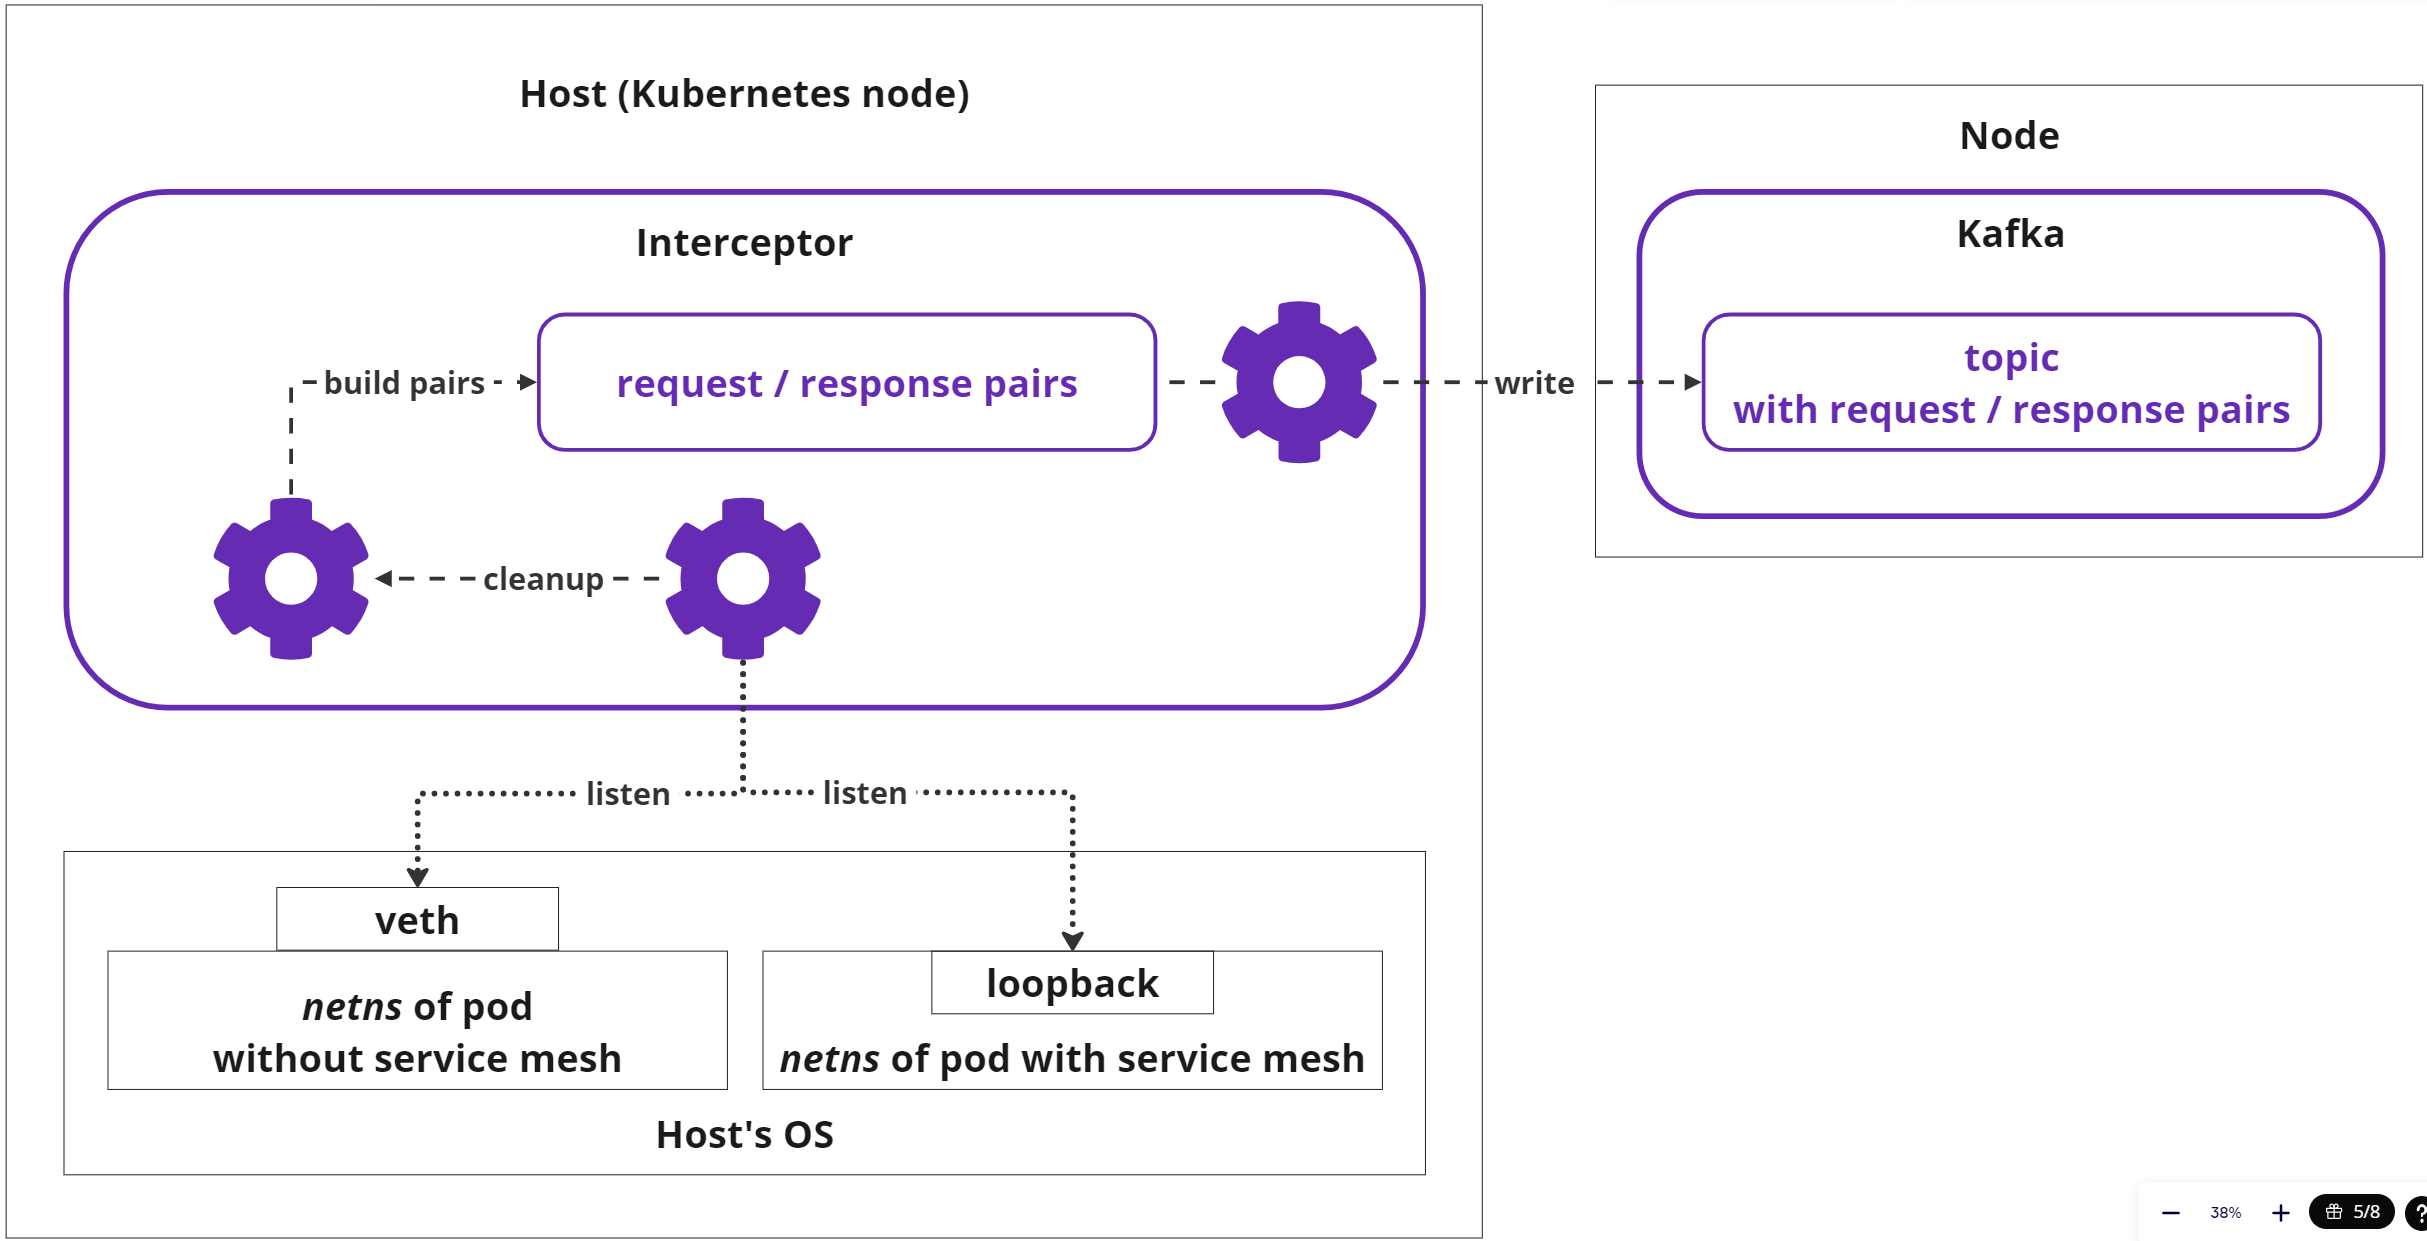 Host (Kubernetes node)
Interceptor
build pairs
request / response pairs
write
cleanup
listen
listen
veth
netns of pod
without service mesh
loopback
netns of pod with service mesh
Host's OS
Node
Kafka
topic
with request / response pairs
38%
5/8
?